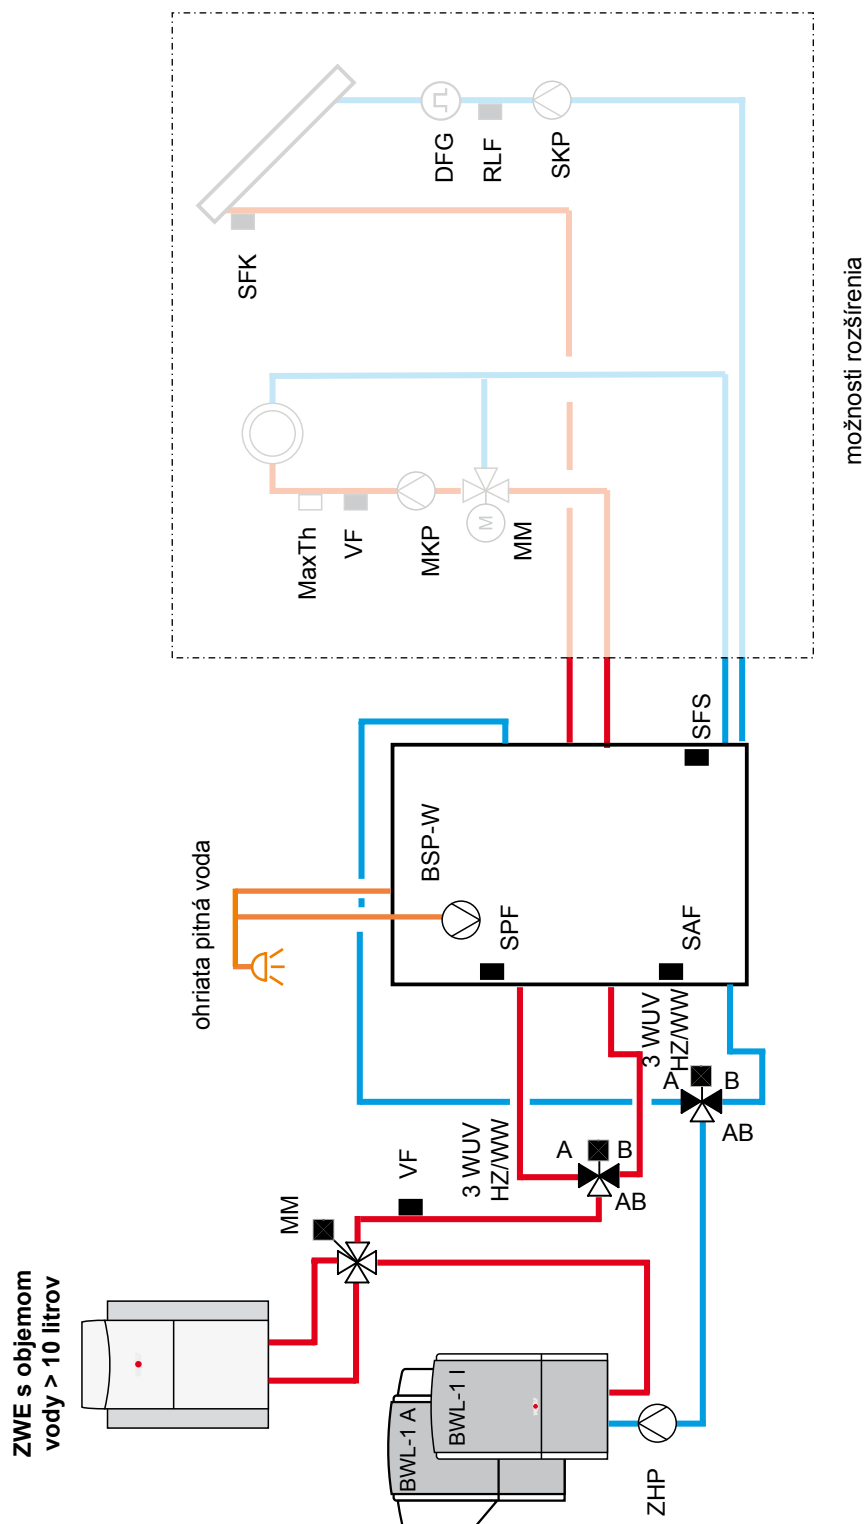 ZWE s objemom
vody > 10 litrov
MM
VF
3 WUV
HZ/WW
A
B
AB
3 WUV
HZ/WW
A
B
AB
BWL-1 A
BWL-1 I
ZHP
ohriata pitná voda
BSP-W
SPF
SAF
SFS
MaxTh
VF
MKP
M
MM
SFK
DFG
RLF
SKP
možnosti rozšírenia